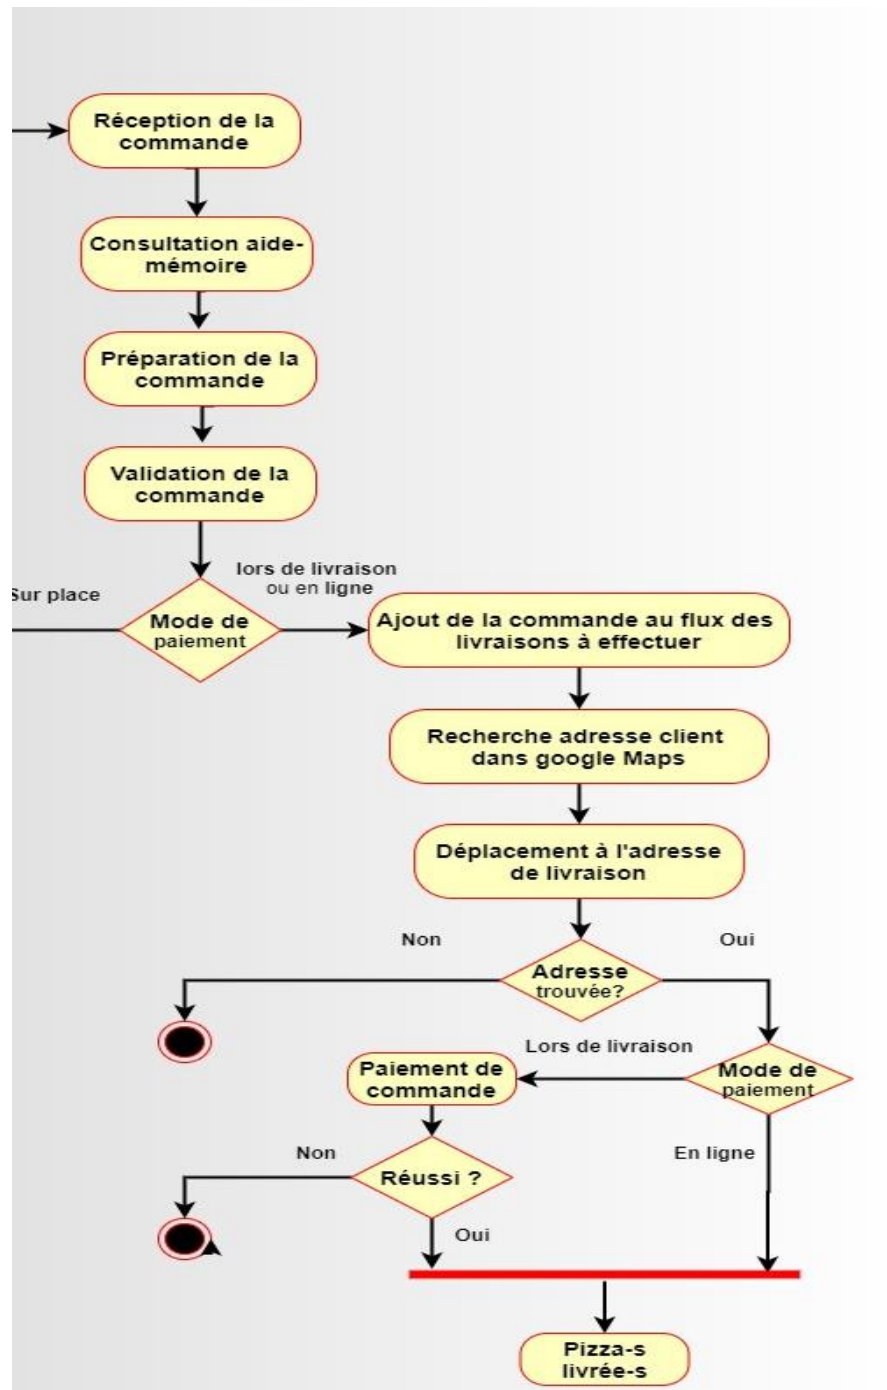 Réception de la
commande
Consultation aide-
mémoire
Préparation de la
commande
Validation de la
commande
lors de livraison
ou en ligne
Sur place
Mode de
paiement
Ajout de la commande au flux des
livraisons à effectuer
Recherche adresse client
dans google Maps
Déplacement à l'adresse
de livraison
Non
Oui
Adresse
trouvée?
Lors de livraison
Mode de
paiement
Paiement de
commande
Non
En ligne
Réussi ?
Oui
Pizza-s
livrée-s